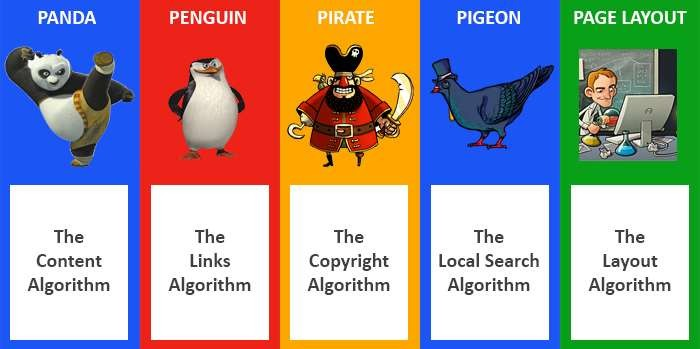 PANDA
The
Content
Algorithm
PENGUIN
The
Links
Algorithm
PIRATE
The
Copyright
Algorithm
PIGEON
The
Local Search
Algorithm
PAGE LAYOUT
The
Layout
Algorithm